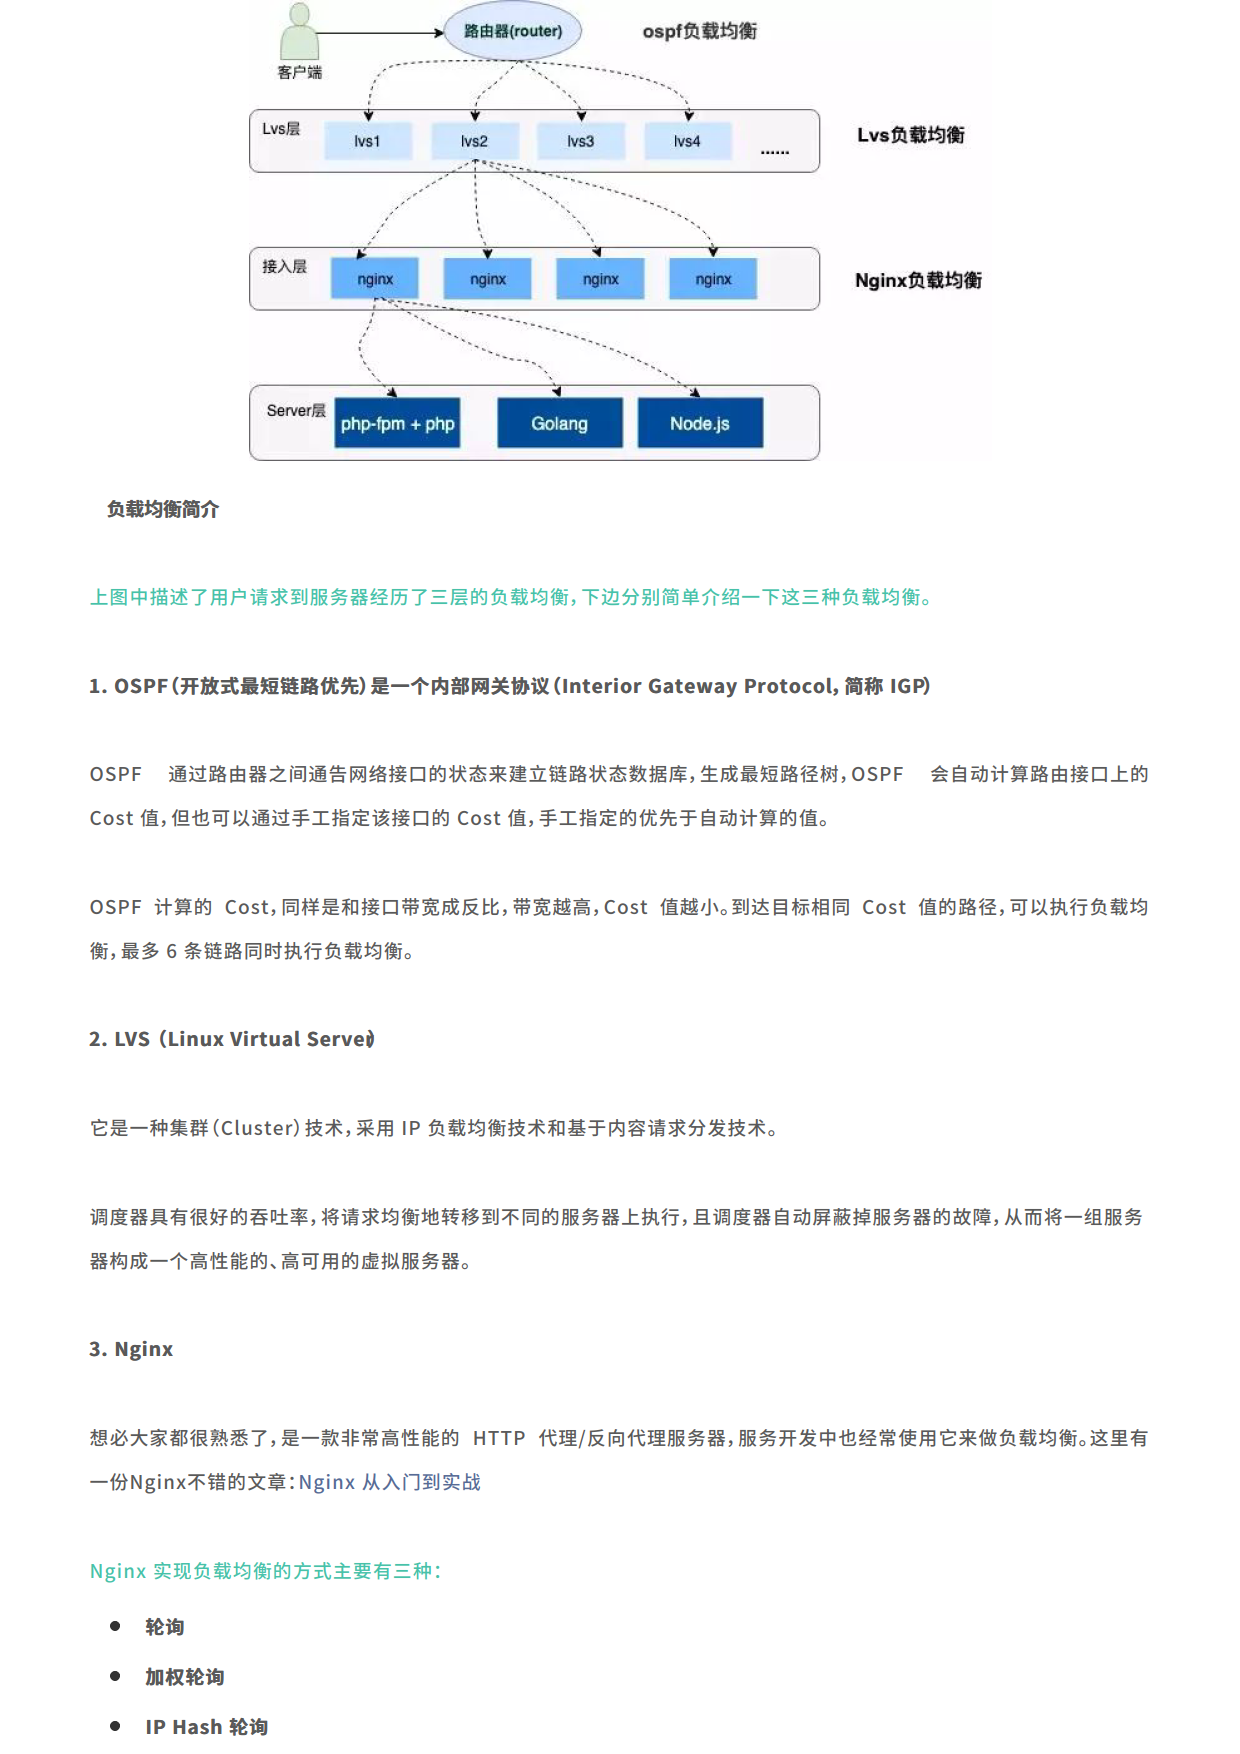 路由器(router)
ospf负载均衡
客户端
Lvs层
lvs1
lvs2
lvs3
lvs4
......
Lvs负载均衡
接入层
nginx
nginx
nginx
nginx
Nginx负载均衡
Server层
php-fpm + php
Golang
Node.js
负载均衡简介
上图中描述了用户请求到服务器经历了三层的负载均衡,下边分别简单介绍一下这三种负载均衡。
1. OSPF（开放式最短链路优先）是一个内部网关协议（Interior Gateway Protocol,简称 IGP）
OSPF 通过路由器之间通告网络接口的状态来建立链路状态数据库,生成最短路径树,OSPF 会自动计算路由接口上的
Cost 值,但也可以通过手工指定该接口的 Cost 值,手工指定的优先于自动计算的值。
OSPF 计算的 Cost,同样是和接口带宽成反比,带宽越高,Cost 值越小。到达目标相同 Cost 值的路径,可以执行负载均
衡,最多 6 条链路同时执行负载均衡。
2. LVS（Linux Virtual Server）
它是一种集群（Cluster）技术,采用 IP 负载均衡技术和基于内容请求分发技术。
调度器具有很好的吞吐率,将请求均衡地转移到不同的服务器上执行,且调度器自动屏蔽掉服务器的故障,从而将一组服务
器构成一个高性能的、高可用的虚拟服务器。
3. Nginx
想必大家都很熟悉了,是一款非常高性能的 HTTP 代理/反向代理服务器,服务开发中也经常使用它来做负载均衡。这里有
一份Nginx不错的文章：Nginx 从入门到实战
Nginx 实现负载均衡的方式主要有三种：
● 轮询
● 加权轮询
● IP Hash 轮询